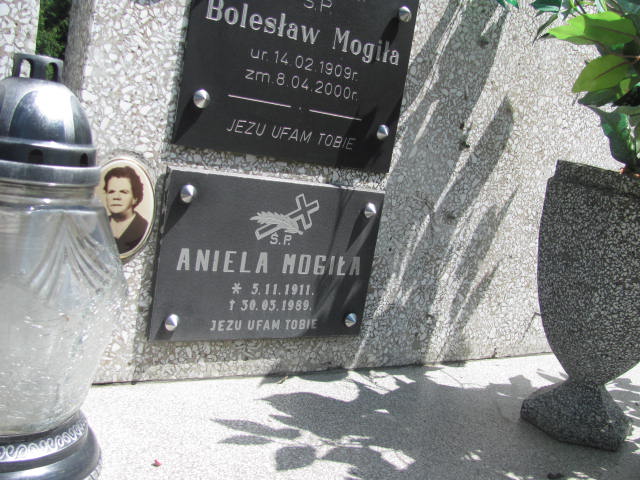 Ś.P.
Bolesław Mogiła
ur. 14.02.1909r.
zm. 8.04.2000r.
JEZU UFAM TOBIE
Ś.P.
ANIELA MOGIŁA
* 5.11.1911.
† 30.05.1989.
JEZU UFAM TOBIE